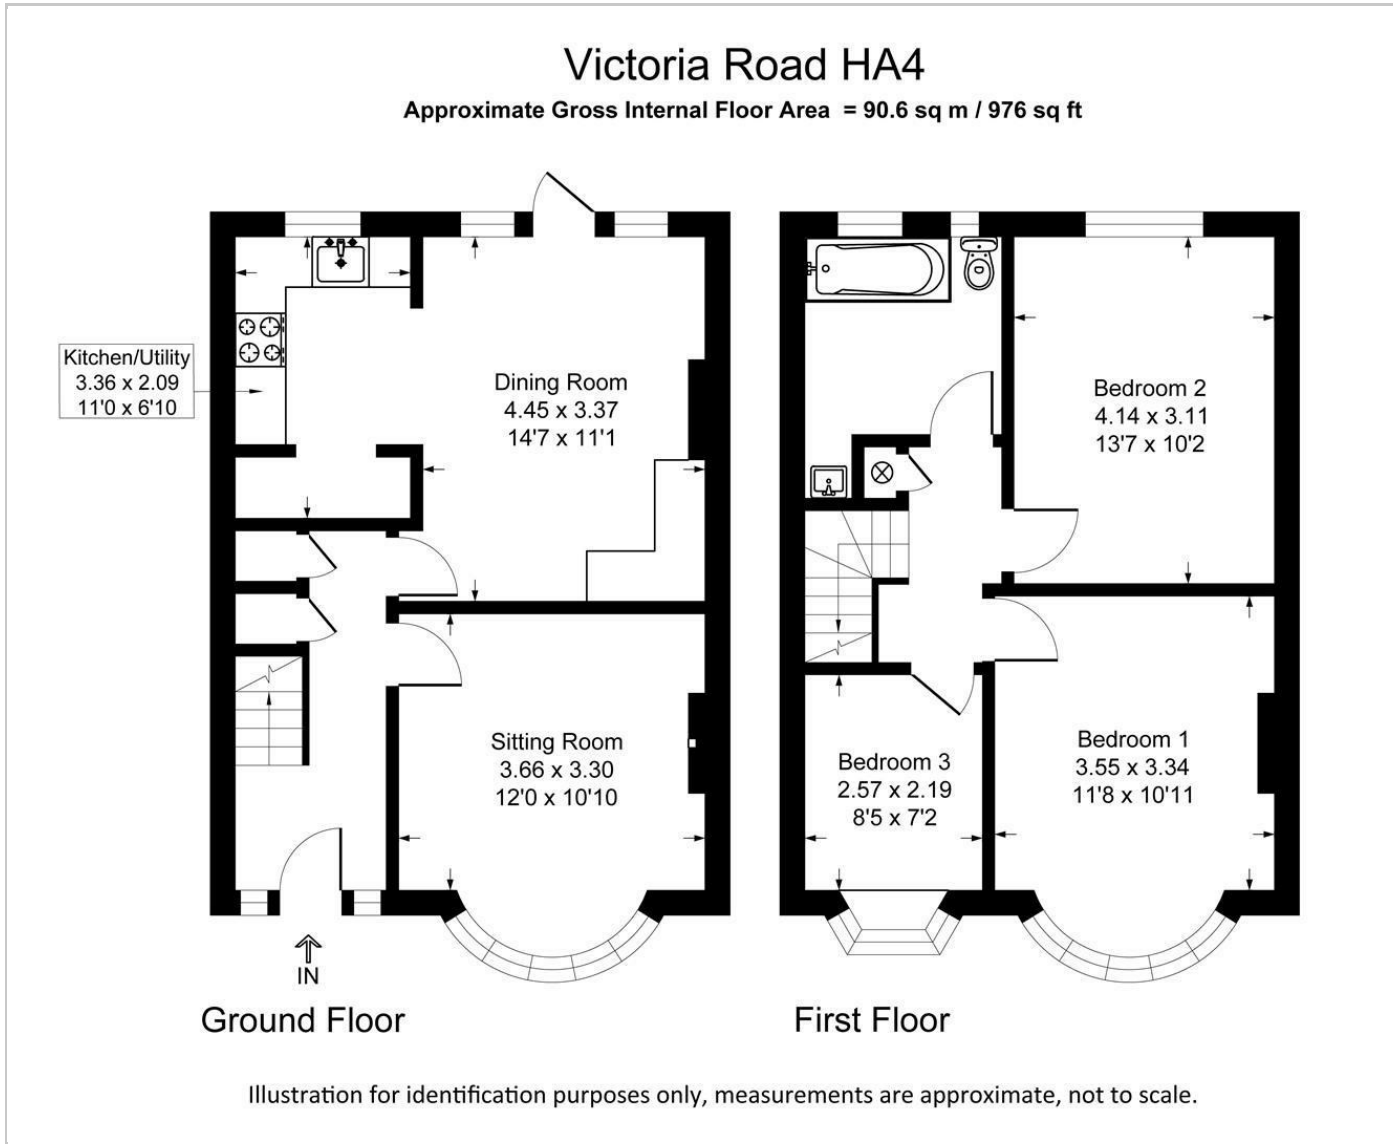 Victoria Road HA4
Approximate Gross Internal Floor Area = 90.6 sq m / 976 sq ft
Kitchen/Utility
3.36 x 2.09
11'0 x 6'10
Dining Room
4.45 x 3.37
14'7 x 11'1
Sitting Room
3.66 x 3.30
12'0 x 10'10
IN
Ground Floor
Bedroom 2
4.14 x 3.11
13'7 x 10'2
Bedroom 3
2.57 x 2.19
8'5 x 7'2
Bedroom 1
3.55 x 3.34
11'8 x 10'11
First Floor
Illustration for identification purposes only, measurements are approximate, not to scale.